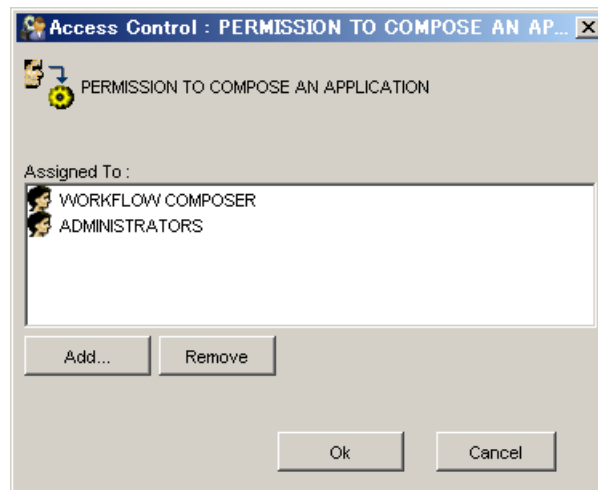 Access Control : PERMISSION TO COMPOSE AN AP...
PERMISSION TO COMPOSE AN APPLICATION
Assigned To :
WORKFLOW COMPOSER
ADMINISTRATORS
Add... Remove
Ok Cancel